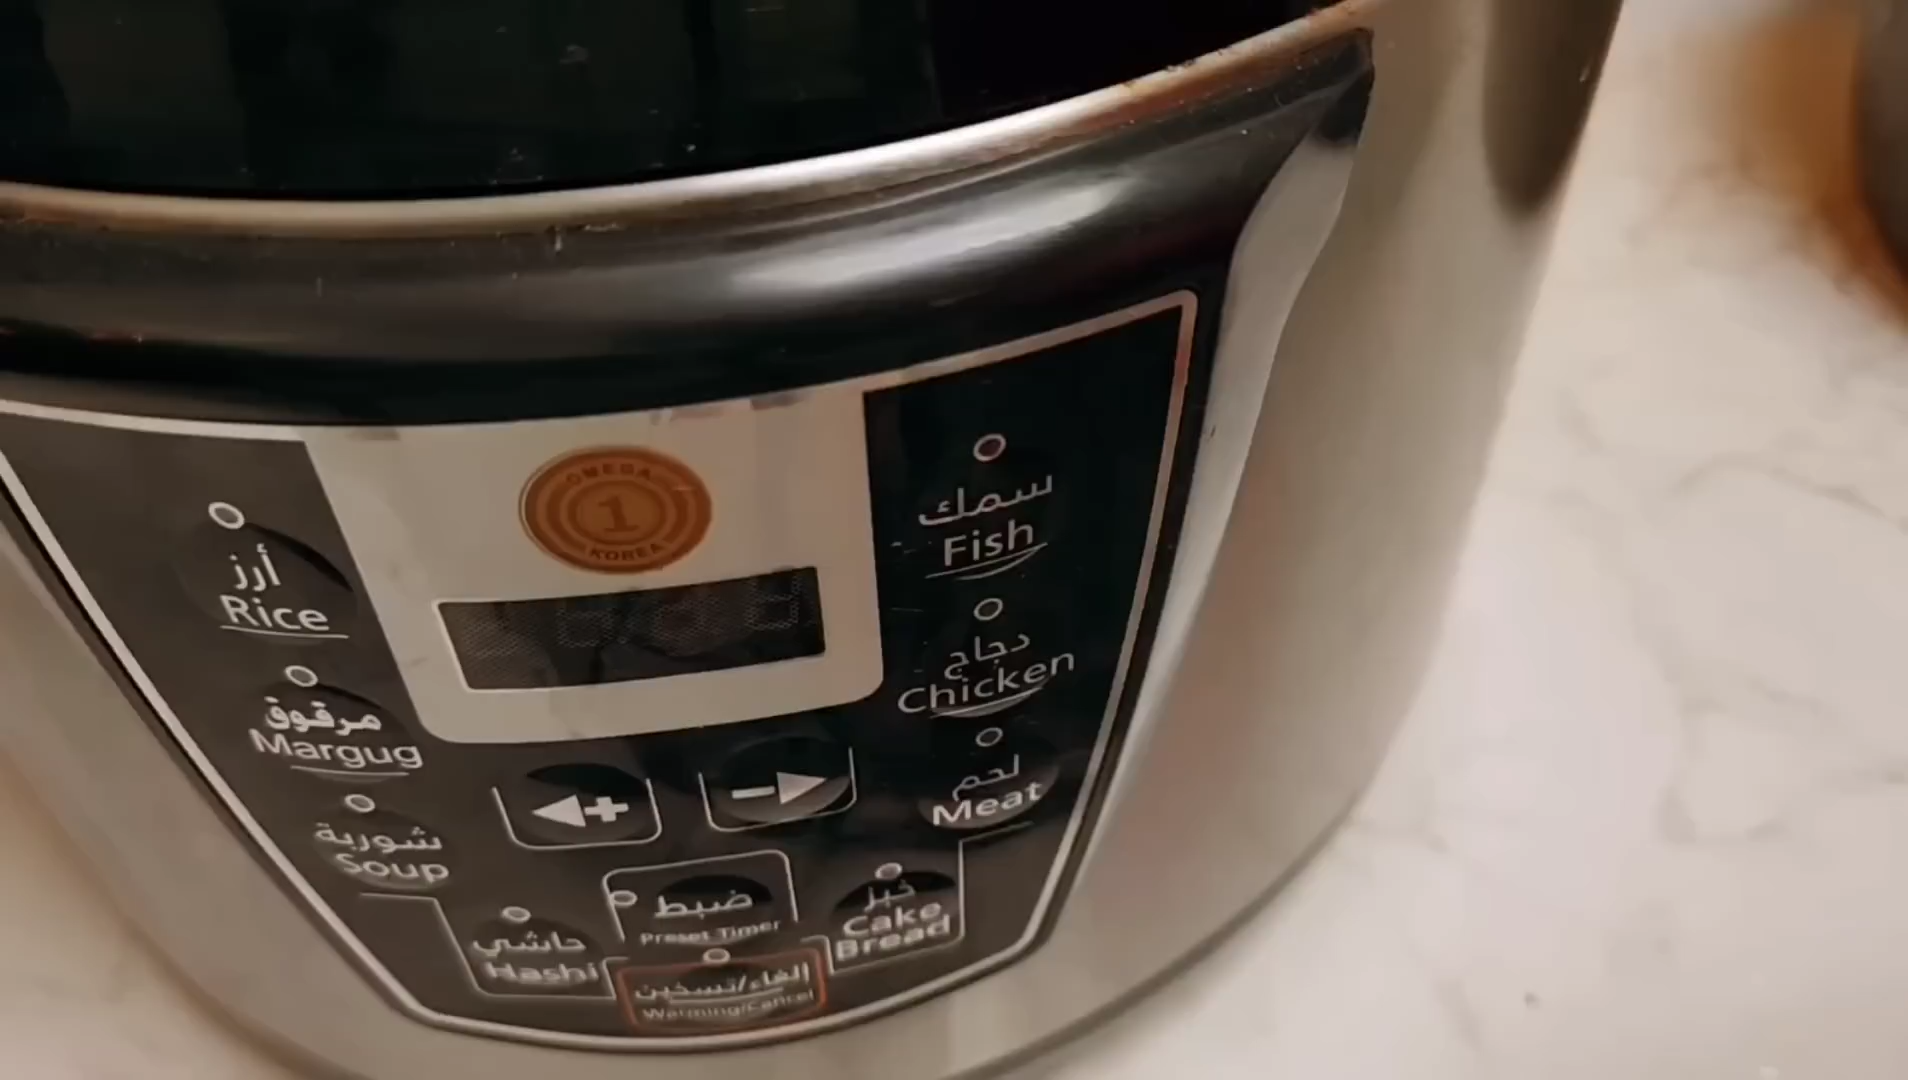 OMEGA
1
KOREA
أرز
Rice
مرقوق
Margug
شوربة
Soup
حاشي
Hashi
سمك
Fish
دجاج
Chicken
لحم
Meat
خبز
Cake
Bread
+
-
ضبط
Preset Timer
إلغاء/تسخين
Warming/Cancel